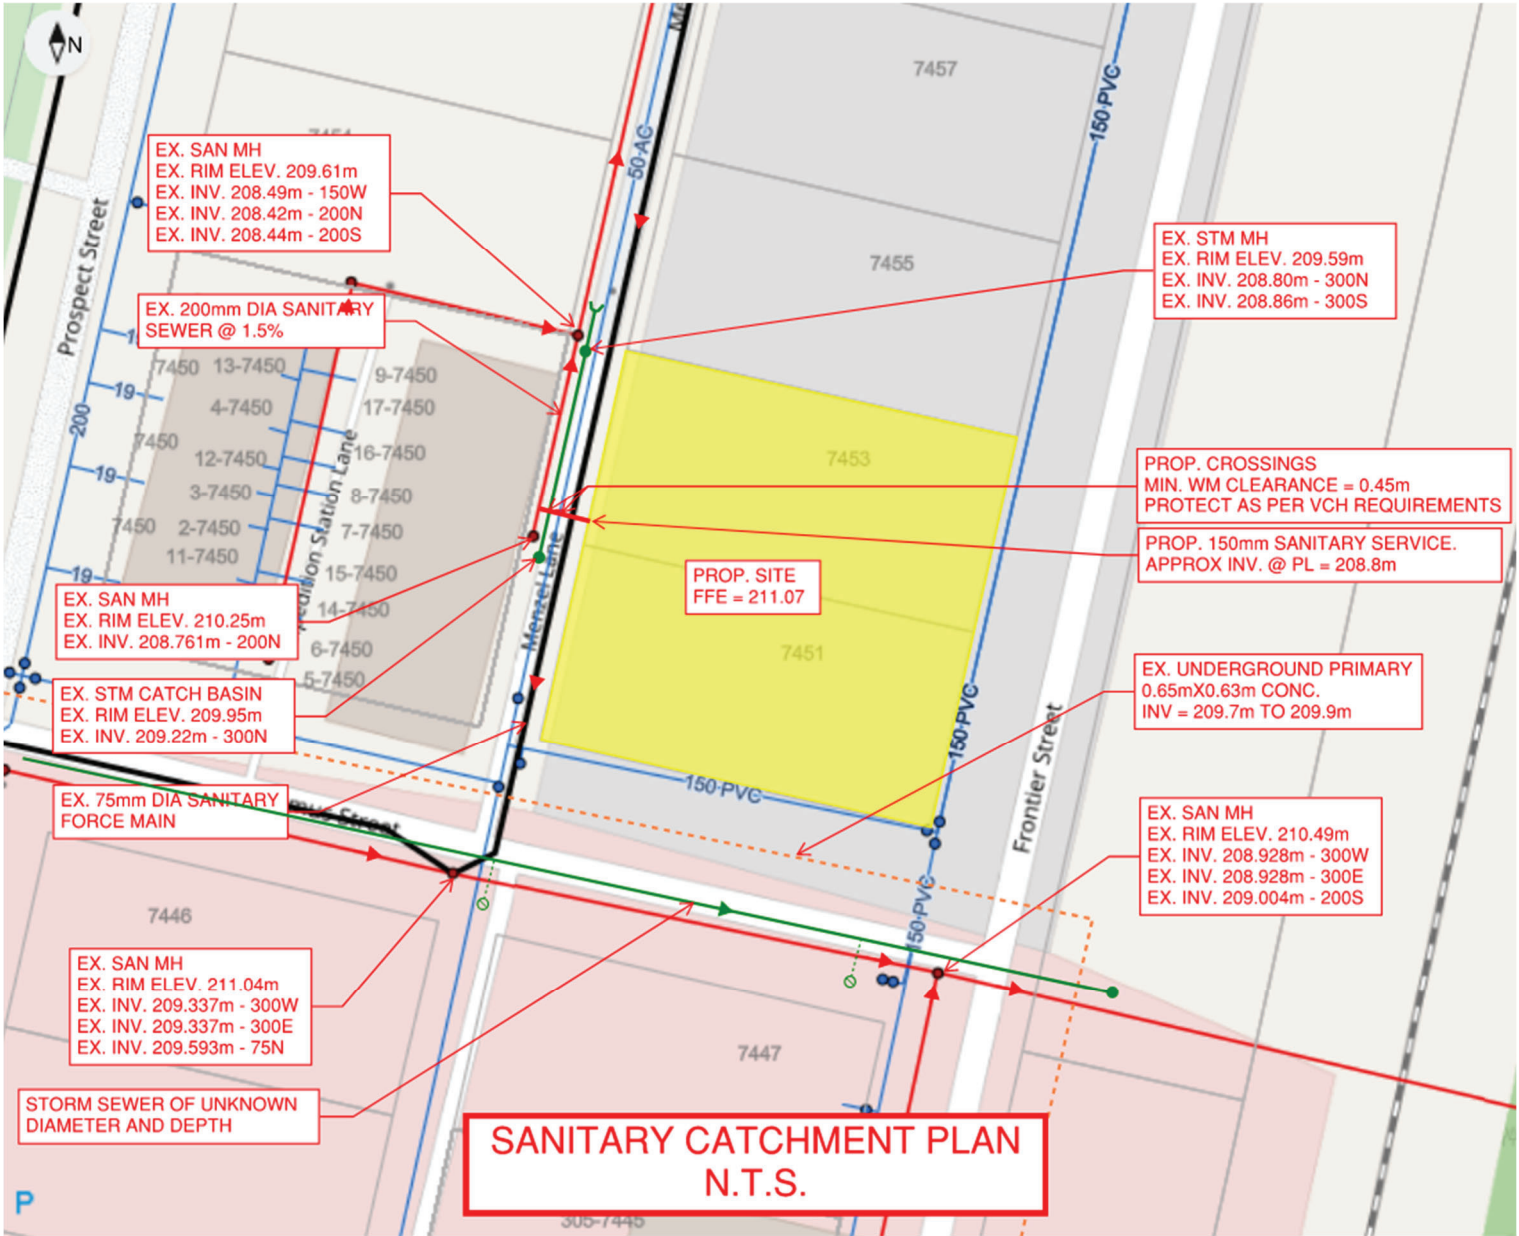 N
7457
150-PVC
50-AC
EX. SAN MH
EX. RIM ELEV. 209.61m
EX. INV. 208.49m - 150W
EX. INV. 208.42m - 200N
EX. INV. 208.44m - 200S
Prospect Street
7455
EX. STM MH
EX. RIM ELEV. 209.59m
EX. INV. 208.80m - 300N
EX. INV. 208.86m - 300S
EX. 200mm DIA SANITARY
SEWER @ 1.5%
7450
13-7450
9-7450
19
4-7450
17-7450
200
7450
12-7450
16-7450
7453
19
3-7450
8-7450
7450
2-7450
7-7450
11-7450
19
15-7450
14-7450
6-7450
5-7450
PROP. CROSSINGS
MIN. WM CLEARANCE = 0.45m
PROTECT AS PER VCH REQUIREMENTS
PROP. 150mm SANITARY SERVICE.
APPROX INV. @ PL = 208.8m
PROP. SITE
FFE = 211.07
Menzel Lane
EX. SAN MH
EX. RIM ELEV. 210.25m
EX. INV. 208.761m - 200N
7451
EX. UNDERGROUND PRIMARY
0.65mX0.63m CONC.
INV = 209.7m TO 209.9m
EX. STM CATCH BASIN
EX. RIM ELEV. 209.95m
EX. INV. 209.22m - 300N
150-PVC
150-PVC
Frontier Street
EX. 75mm DIA SANITARY
FORCE MAIN
Street
EX. SAN MH
EX. RIM ELEV. 210.49m
EX. INV. 208.928m - 300W
EX. INV. 208.928m - 300E
EX. INV. 209.004m - 200S
7446
150-PVC
EX. SAN MH
EX. RIM ELEV. 211.04m
EX. INV. 209.337m - 300W
EX. INV. 209.337m - 300E
EX. INV. 209.593m - 75N
7447
STORM SEWER OF UNKNOWN
DIAMETER AND DEPTH
SANITARY CATCHMENT PLAN
N.T.S.
P
305-7445